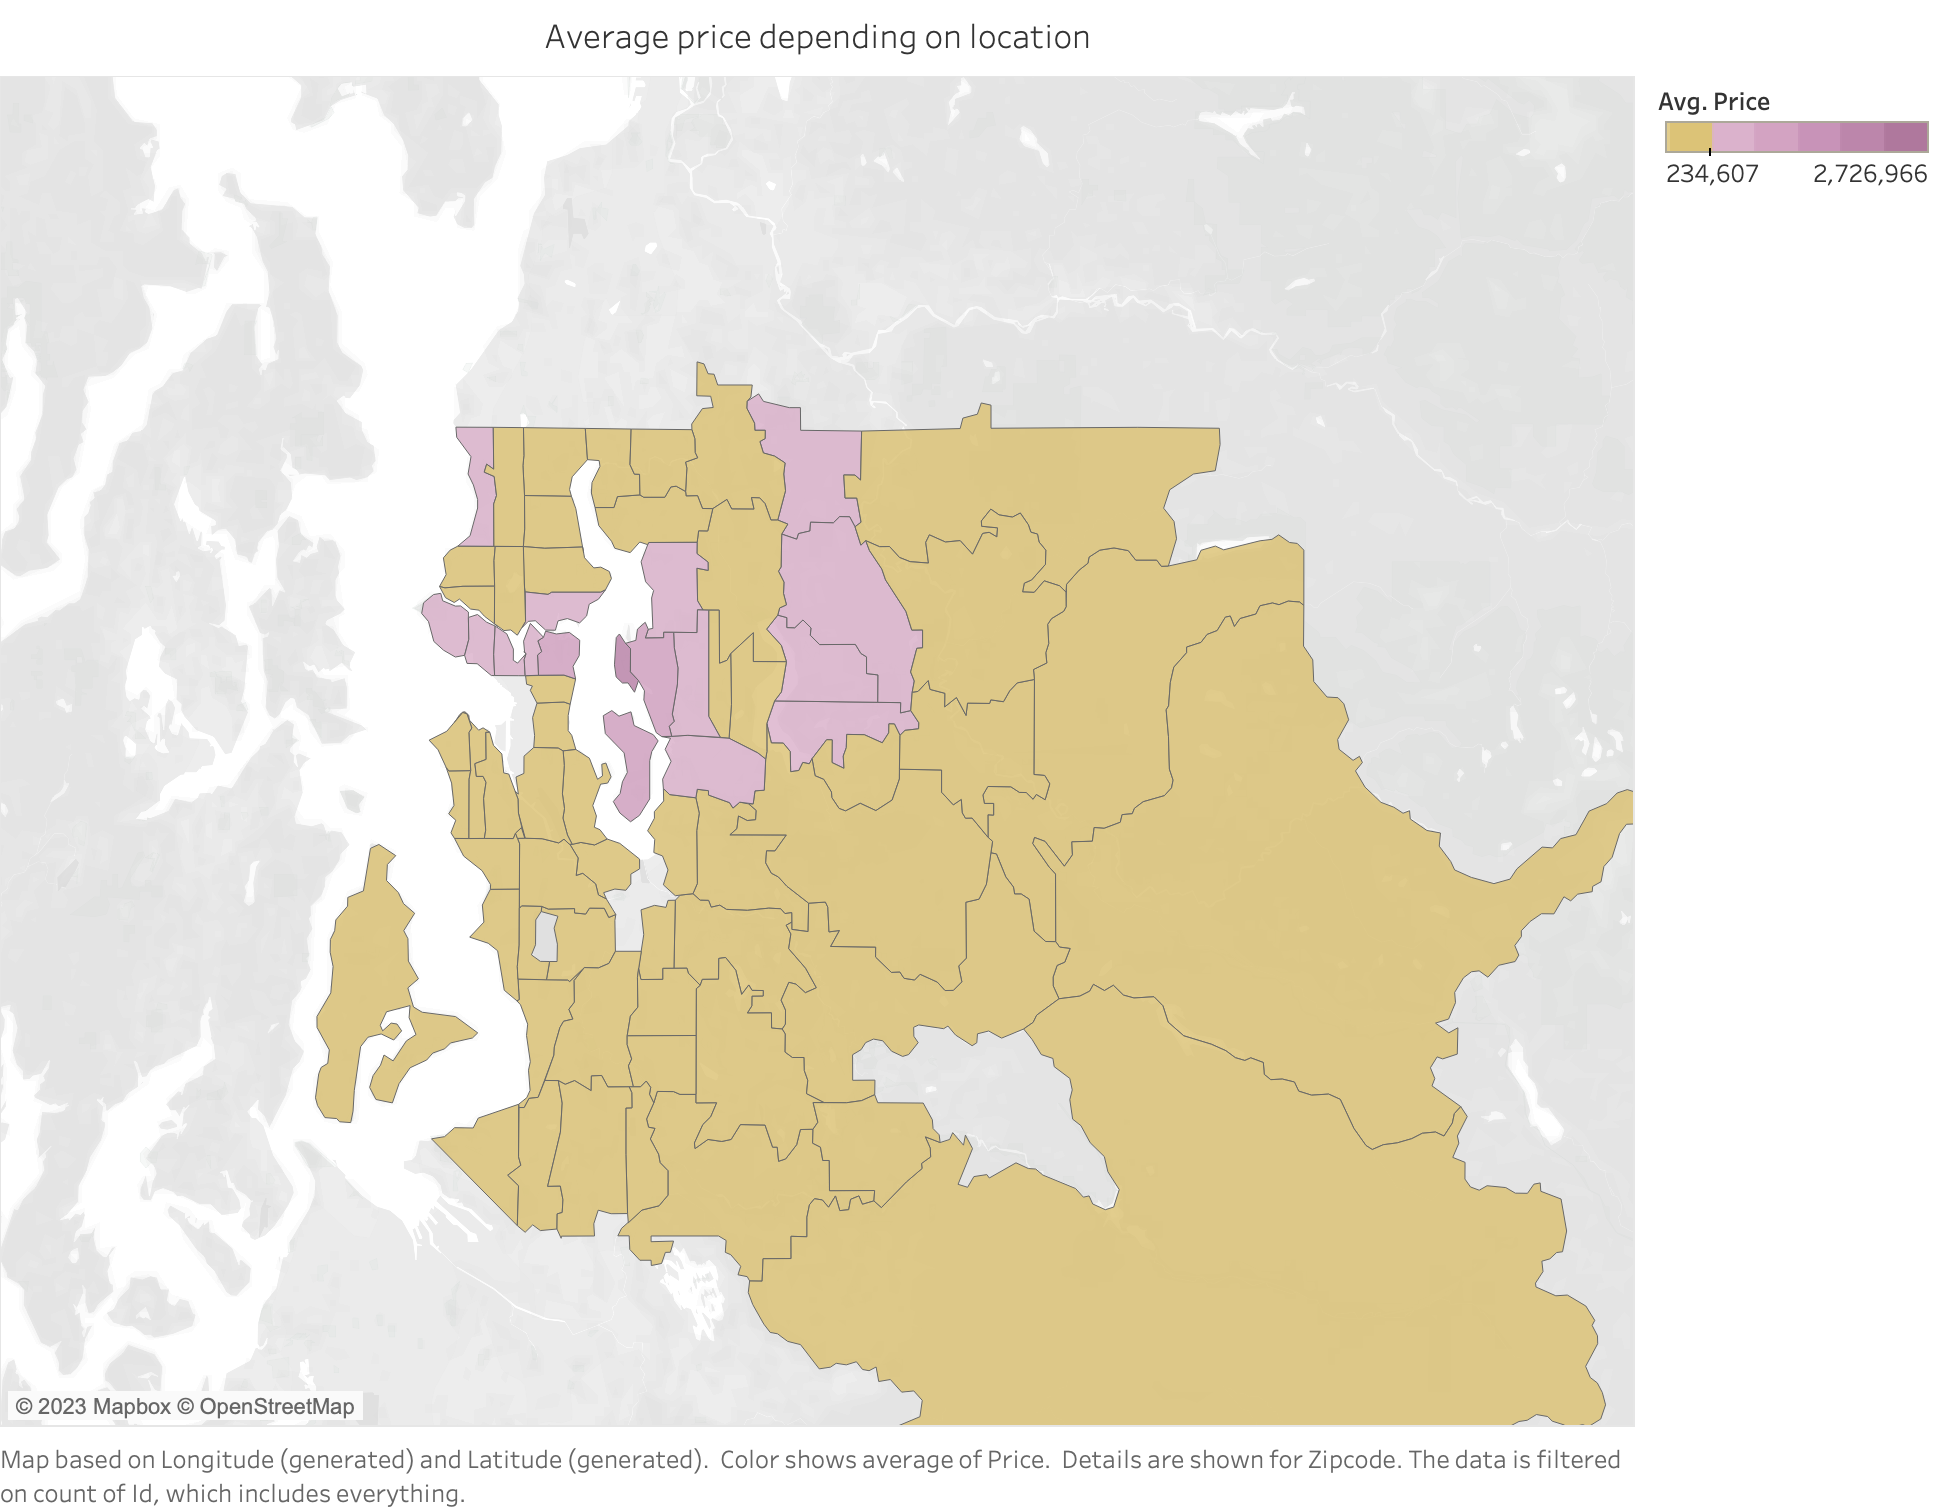 Average price depending on location
Avg. Price
234,607 2,726,966
© 2023 Mapbox © OpenStreetMap
Map based on Longitude (generated) and Latitude (generated).  Color shows average of Price.  Details are shown for Zipcode. The data is filtered
on count of Id, which includes everything.